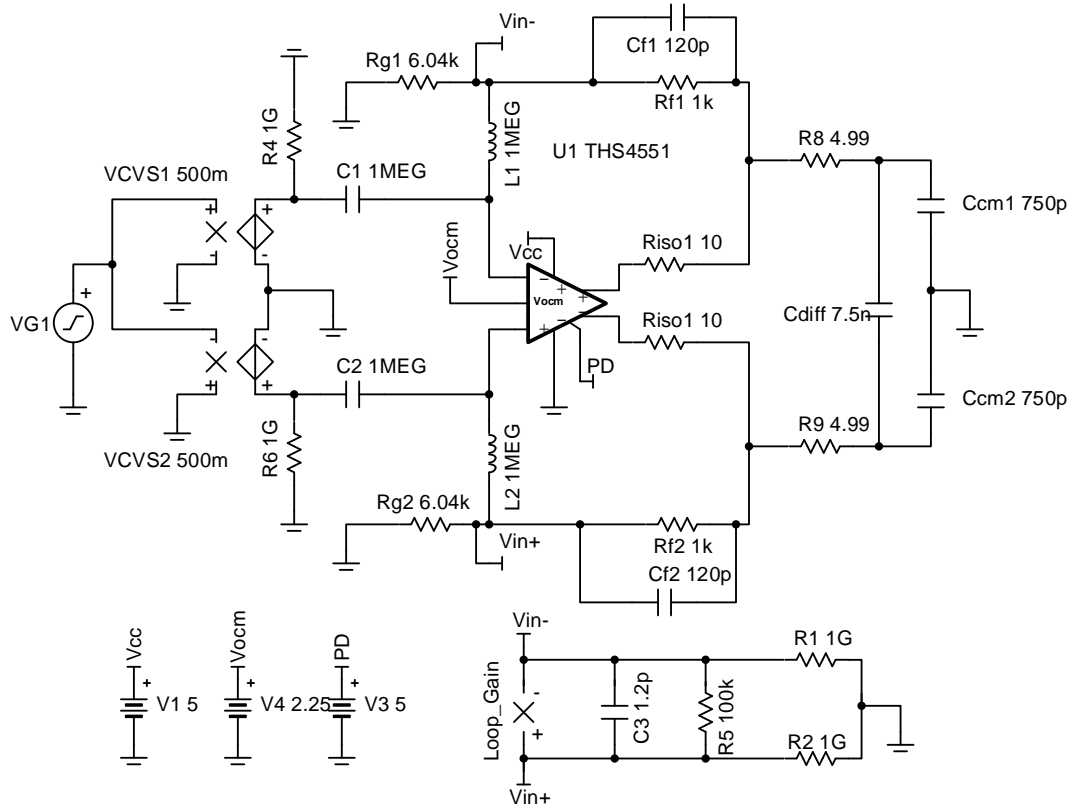 Vin-
Cf1 120p
Rg1 6.04k
Rf1 1k
R4 1G
L1 1MEG
U1 THS4551
R8 4.99
VCVS1 500m
C1 1MEG
Ccm1 750p
+
-
+
-
Vocm
Vcc
Riso1 10
VG1
+
Vocm
-
+
+
-
+
-
Cdiff 7.5n
Riso1 10
-
+
-
+
C2 1MEG
PD
Ccm2 750p
R9 4.99
VCVS2 500m
R6 1G
L2 1MEG
Rg2 6.04k
Vin+
Rf2 1k
Cf2 120p
Vcc
+
V1 5
Vocm
+
V4 2.25
PD
+
V3 5
Vin-
R1 1G
Loop_Gain
-
+
C3 1.2p
R5 100k
R2 1G
Vin+